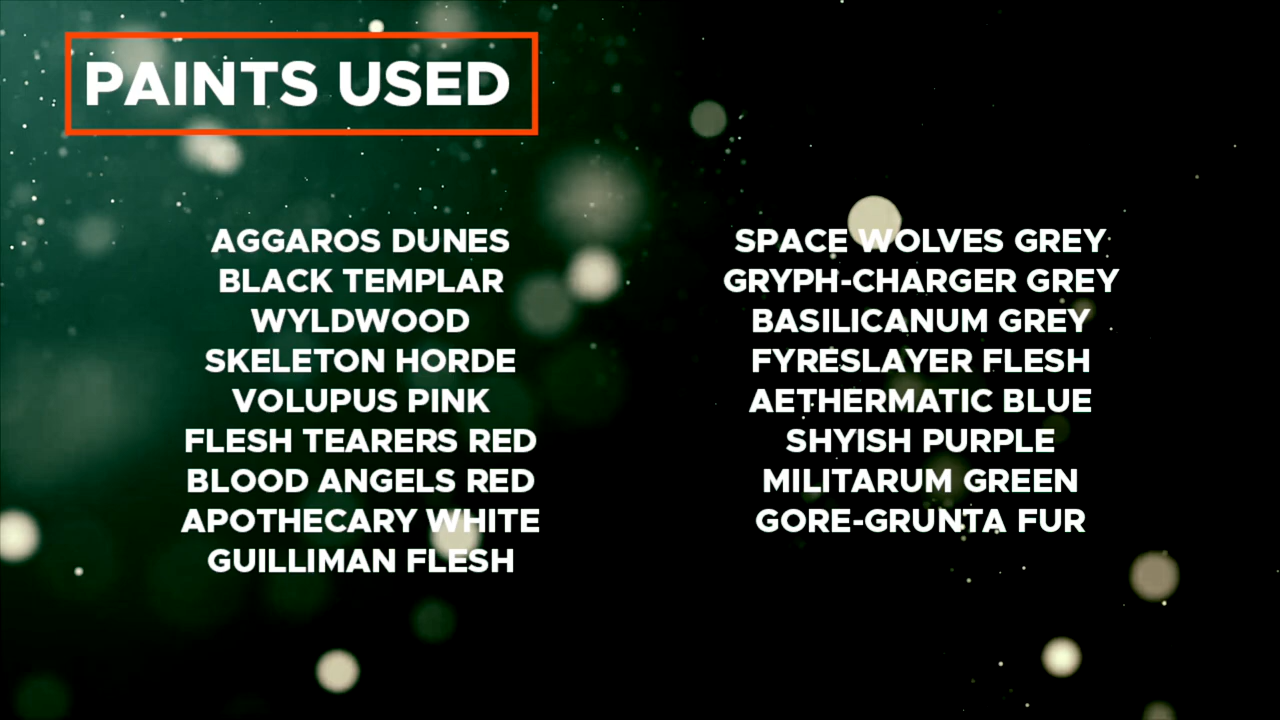 PAINTS USED
AGGAROS DUNES
BLACK TEMPLAR
WYLDWOOD
SKELETON HORDE
VOLUPUS PINK
FLESH TEARERS RED
BLOOD ANGELS RED
APOTHECARY WHITE
GUILLIMAN FLESH
SPACE WOLVES GREY
GRYPH-CHARGER GREY
BASILICANUM GREY
FYRESLAYER FLESH
AETHERMATIC BLUE
SHYISH PURPLE
MILITARUM GREEN
GORE-GRUNTA FUR